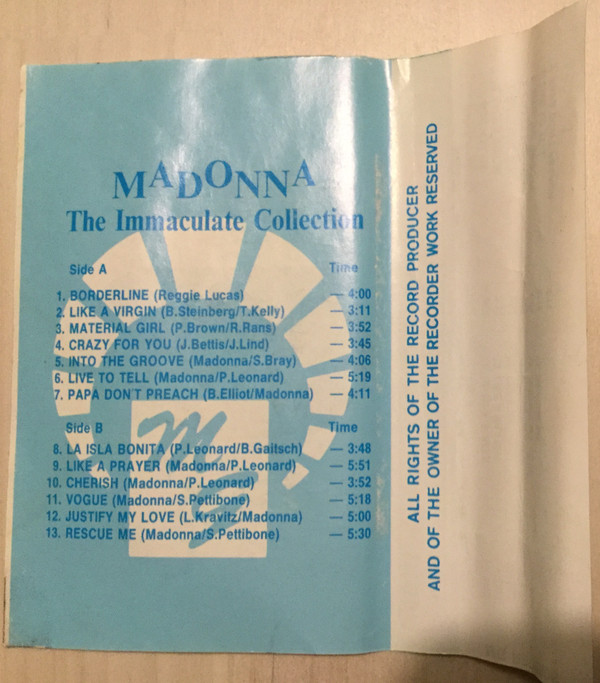 MADONNA
The Immaculate Collection
Side A Time
1. BORDERLINE (Reggie Lucas) — 4:00
2. LIKE A VIRGIN (B.Steinberg/T.Kelly) — 3:11
3. MATERIAL GIRL (P.Brown/R.Rans) — 3:52
4. CRAZY FOR YOU (J.Bettis/J.Lind) — 3:45
5. INTO THE GROOVE (Madonna/S.Bray) — 4:06
6. LIVE TO TELL (Madonna/P.Leonard) — 5:19
7. PAPA DON'T PREACH (B.Elliot/Madonna) — 4:11
Side B Time
8. LA ISLA BONITA (P.Leonard/B.Gaitsch) — 3:48
9. LIKE A PRAYER (Madonna/P.Leonard) — 5:51
10. CHERISH (Madonna/P.Leonard) — 3:52
11. VOGUE (Madonna/S.Pettibone) — 5:18
12. JUSTIFY MY LOVE (L.Kravitz/Madonna) — 5:00
13. RESCUE ME (Madonna/S.Pettibone) — 5:30
ALL RIGHTS OF THE RECORD PRODUCER
AND OF THE OWNER OF THE RECORDER WORK RESERVED